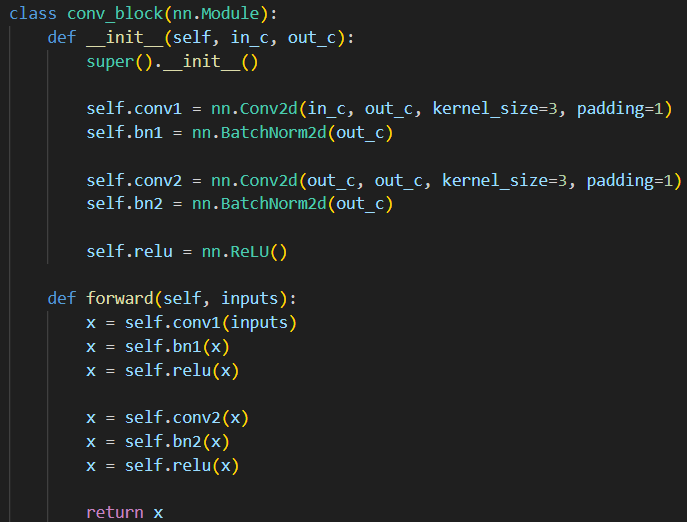 class conv_block(nn.Module):
    def __init__(self, in_c, out_c):
        super().__init__()

        self.conv1 = nn.Conv2d(in_c, out_c, kernel_size=3, padding=1)
        self.bn1 = nn.BatchNorm2d(out_c)

        self.conv2 = nn.Conv2d(out_c, out_c, kernel_size=3, padding=1)
        self.bn2 = nn.BatchNorm2d(out_c)

        self.relu = nn.ReLU()

    def forward(self, inputs):
        x = self.conv1(inputs)
        x = self.bn1(x)
        x = self.relu(x)

        x = self.conv2(x)
        x = self.bn2(x)
        x = self.relu(x)

        return x